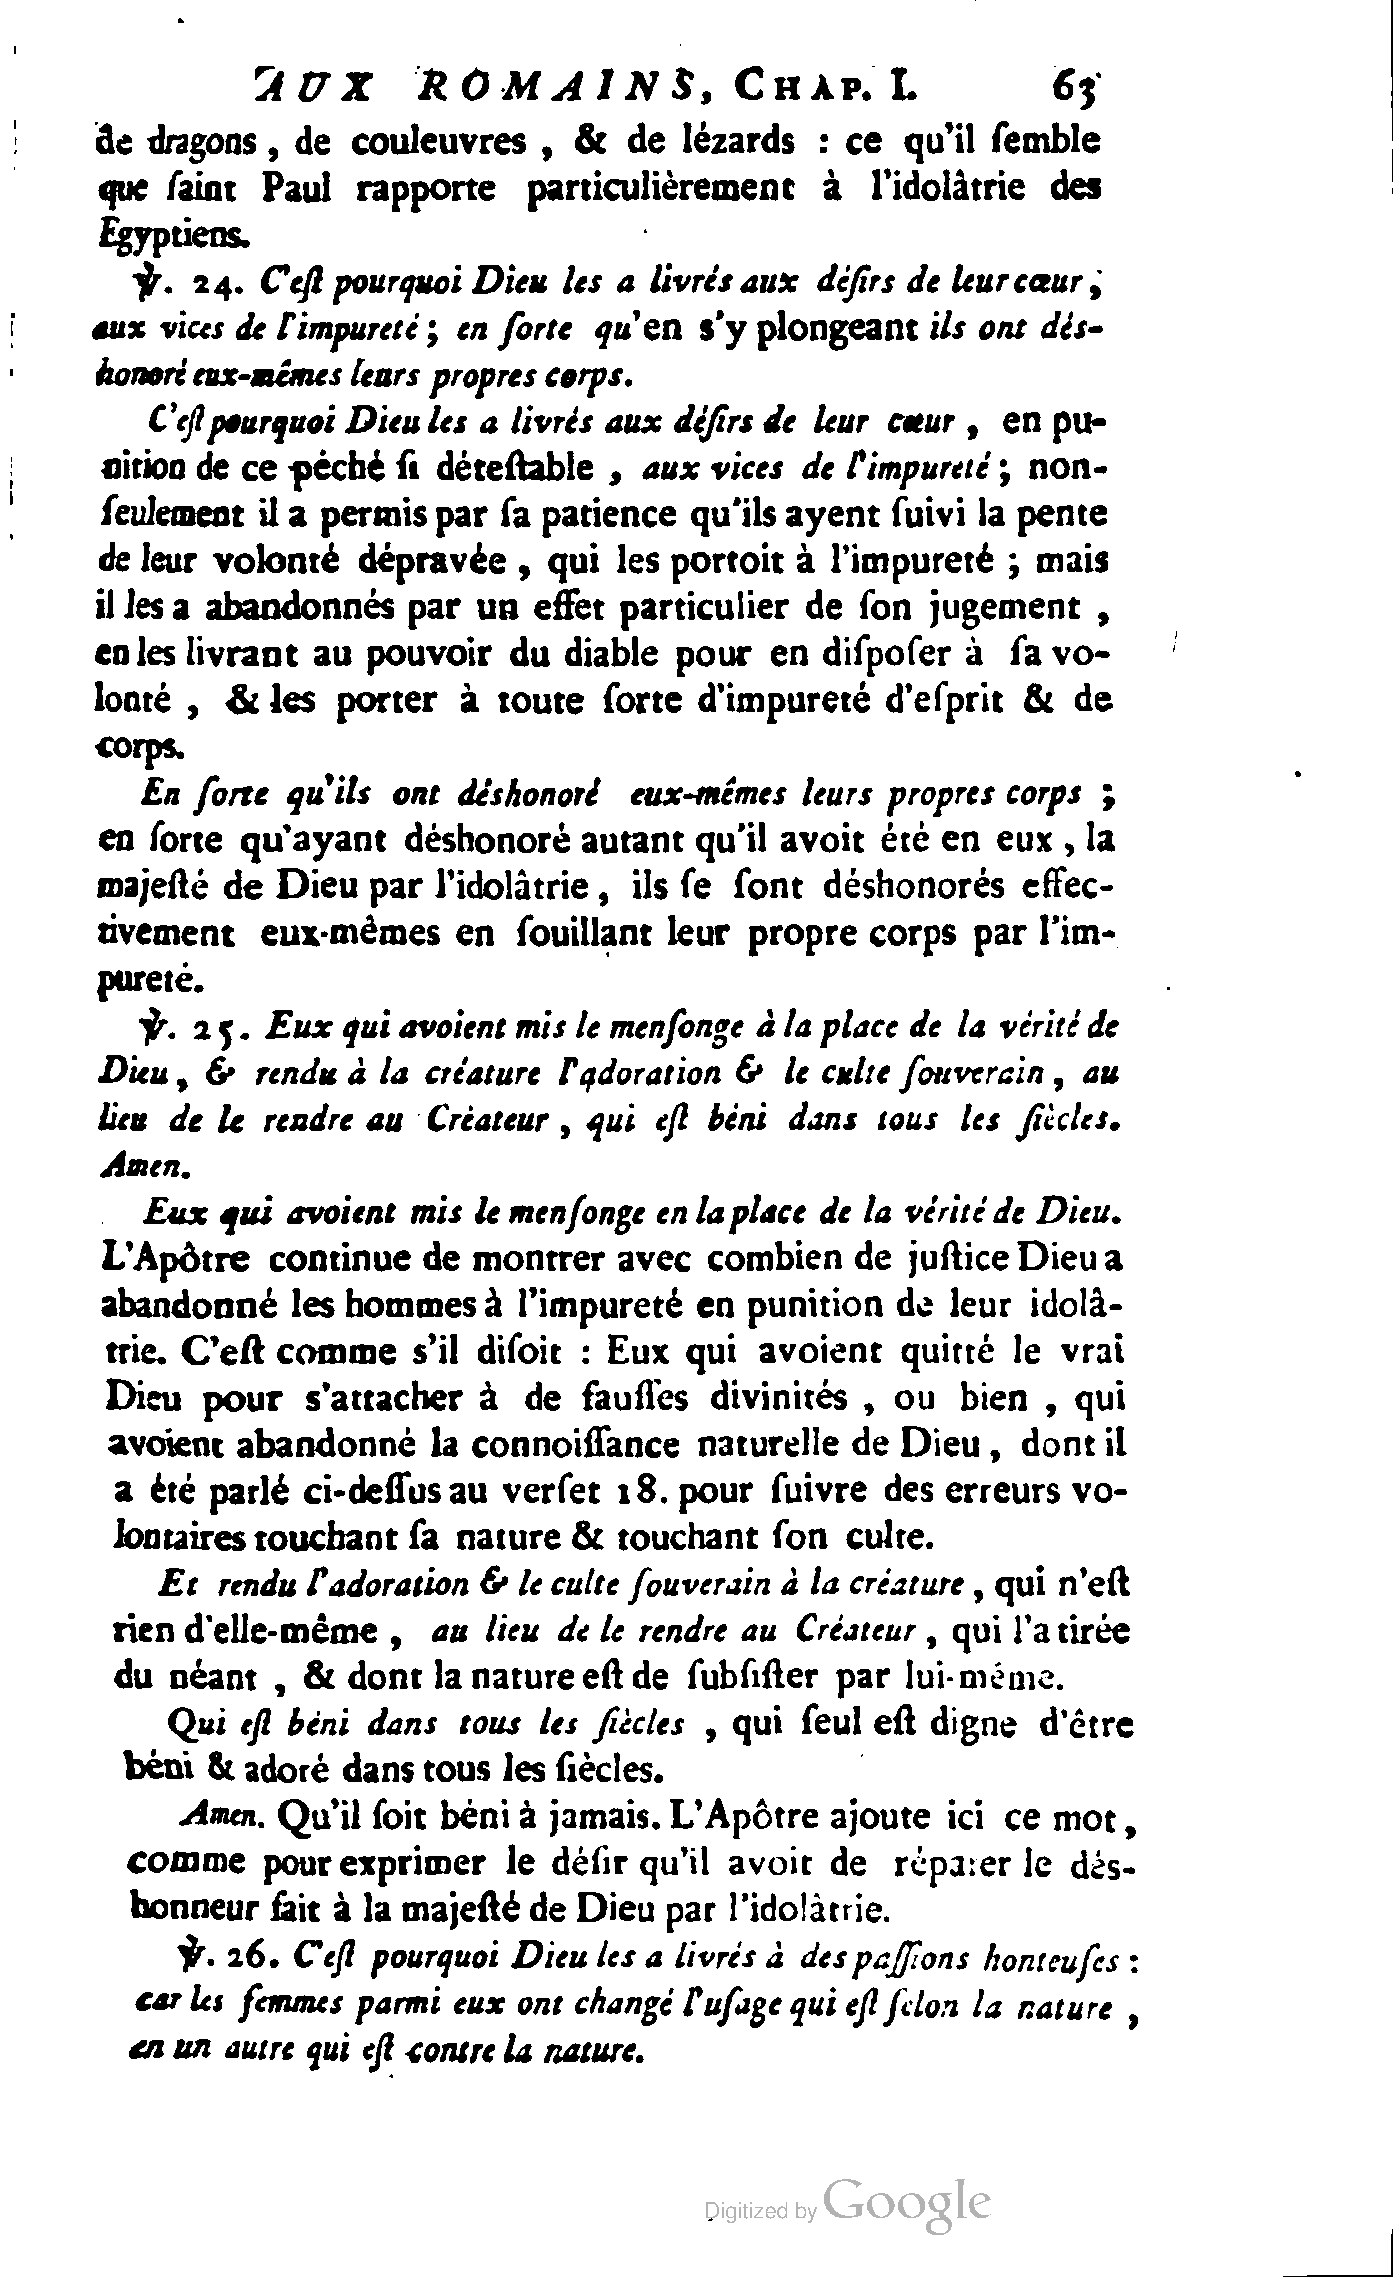 AUX ROMAINS, CHAP. I. 63
de dragons, de couleuvres, & de lézards : ce qu'il ſemble
que ſaint Paul rapporte particulièrement à l'idolâtrie des
Egyptiens.
℣. 24. C'eſt pourquoi Dieu les a livrés aux déſirs de leur cœur ;
aux vices de l'impureté ; en ſorte qu'en s'y plongeant ils ont dés-
honoré eux-mêmes leurs propres corps.
C'eſt pourquoi Dieu les a livrés aux déſirs de leur cœur, en pu-
nition de ce péché ſi déteſtable, aux vices de l'impureté ; non-
ſeulement il a permis par ſa patience qu'ils ayent ſuivi la pente
de leur volonté dépravée, qui les portoit à l'impureté ; mais
il les a abandonnés par un effet particulier de ſon jugement,
en les livrant au pouvoir du diable pour en diſpoſer à ſa vo-
lonté, & les porter à toute ſorte d'impureté d'eſprit & de
corps.
En ſorte qu'ils ont déshonoré eux-mêmes leurs propres corps ;
en ſorte qu'ayant déshonoré autant qu'il avoit été en eux, la
majeſté de Dieu par l'idolâtrie, ils ſe ſont déshonorés effec-
tivement eux-mêmes en ſouillant leur propre corps par l'im-
pureté.
℣. 25. Eux qui avoient mis le menſonge à la place de la vérité de
Dieu, & rendu à la créature l'adoration & le culte ſouverain, au
lieu de le rendre au Créateur, qui eſt béni dans tous les ſiècles.
Amen.
Eux qui avoient mis le menſonge en la place de la vérité de Dieu.
L'Apôtre continue de montrer avec combien de juſtice Dieu a
abandonné les hommes à l'impureté en punition de leur idolâ-
trie. C'eſt comme s'il diſoit : Eux qui avoient quitté le vrai
Dieu pour s'attacher à de fauſſes divinités, ou bien, qui
avoient abandonné la connoiſſance naturelle de Dieu, dont il
a été parlé ci-deſſus au verſet 18. pour ſuivre des erreurs vo-
lontaires touchant ſa nature & touchant ſon culte.
Et rendu l'adoration & le culte ſouverain à la créature, qui n'eſt
rien d'elle-même, au lieu de le rendre au Créateur, qui l'a tirée
du néant, & dont la nature eſt de ſubſiſter par lui-même.
Qui eſt béni dans tous les ſiècles, qui ſeul eſt digne d'être
béni & adoré dans tous les ſiècles.
Amen. Qu'il ſoit béni à jamais. L'Apôtre ajoute ici ce mot,
comme pour exprimer le déſir qu'il avoit de réparer le dés-
honneur fait à la majeſté de Dieu par l'idolâtrie.
℣. 26. C'eſt pourquoi Dieu les a livrés à des paſſions honteuſes :
car les femmes parmi eux ont changé l'uſage qui eſt ſelon la nature,
en un autre qui eſt contre la nature.
Digitized by Google